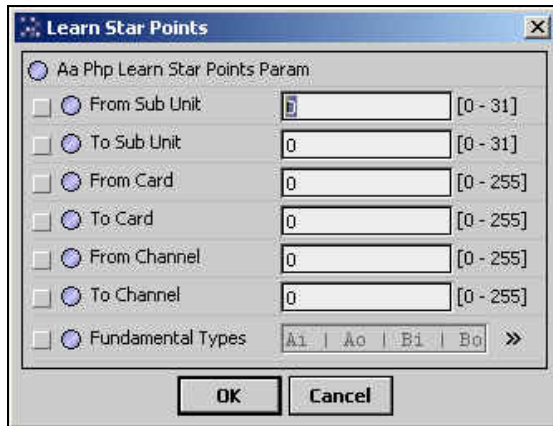 Learn Star Points
Aa Php Learn Star Points Param
From Sub Unit 0 [0 - 31]
To Sub Unit 0 [0 - 31]
From Card 0 [0 - 255]
To Card 0 [0 - 255]
From Channel 0 [0 - 255]
To Channel 0 [0 - 255]
Fundamental Types Ai | Ao | Bi | Bo »
OK Cancel